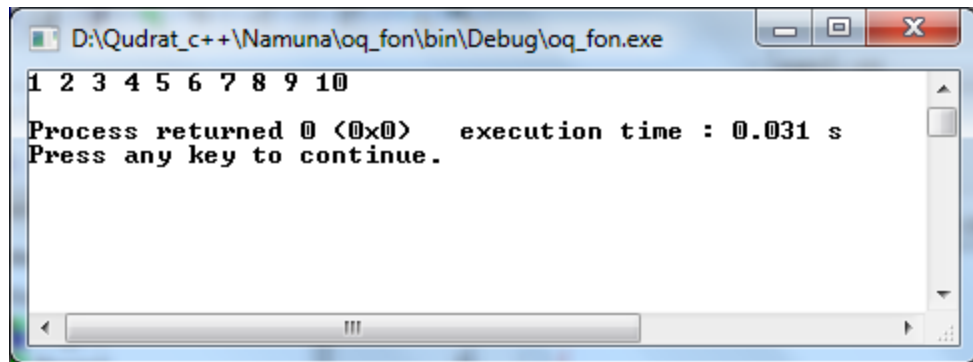 D:\Qudrat_c++\Namuna\oq_fon\bin\Debug\oq_fon.exe
1 2 3 4 5 6 7 8 9 10
Process returned 0 (0x0)   execution time : 0.031 s
Press any key to continue.